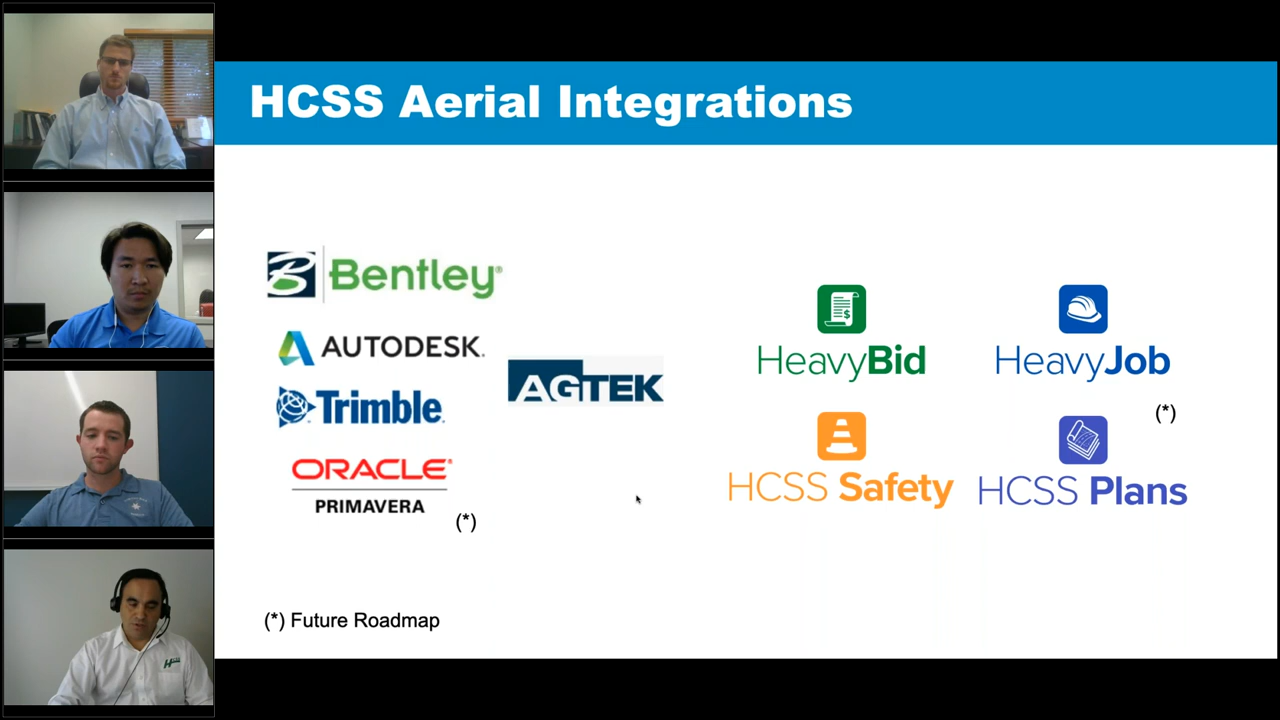 HCSS Aerial Integrations
Bentley®
AUTODESK.
Trimble.
AGTEK
ORACLE®
PRIMAVERA
(*)
HeavyBid
HeavyJob
(*)
HCSS Safety
HCSS Plans
(*) Future Roadmap